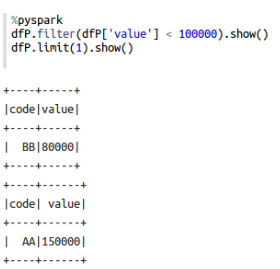 %pyspark
dfP.filter(dfP['value'] < 100000).show()
dfP.limit(1).show()
+----+-----+
|code|value|
+----+-----+
|  BB|80000|
+----+-----+
+----+------+
|code| value|
+----+------+
|  AA|150000|
+----+------+